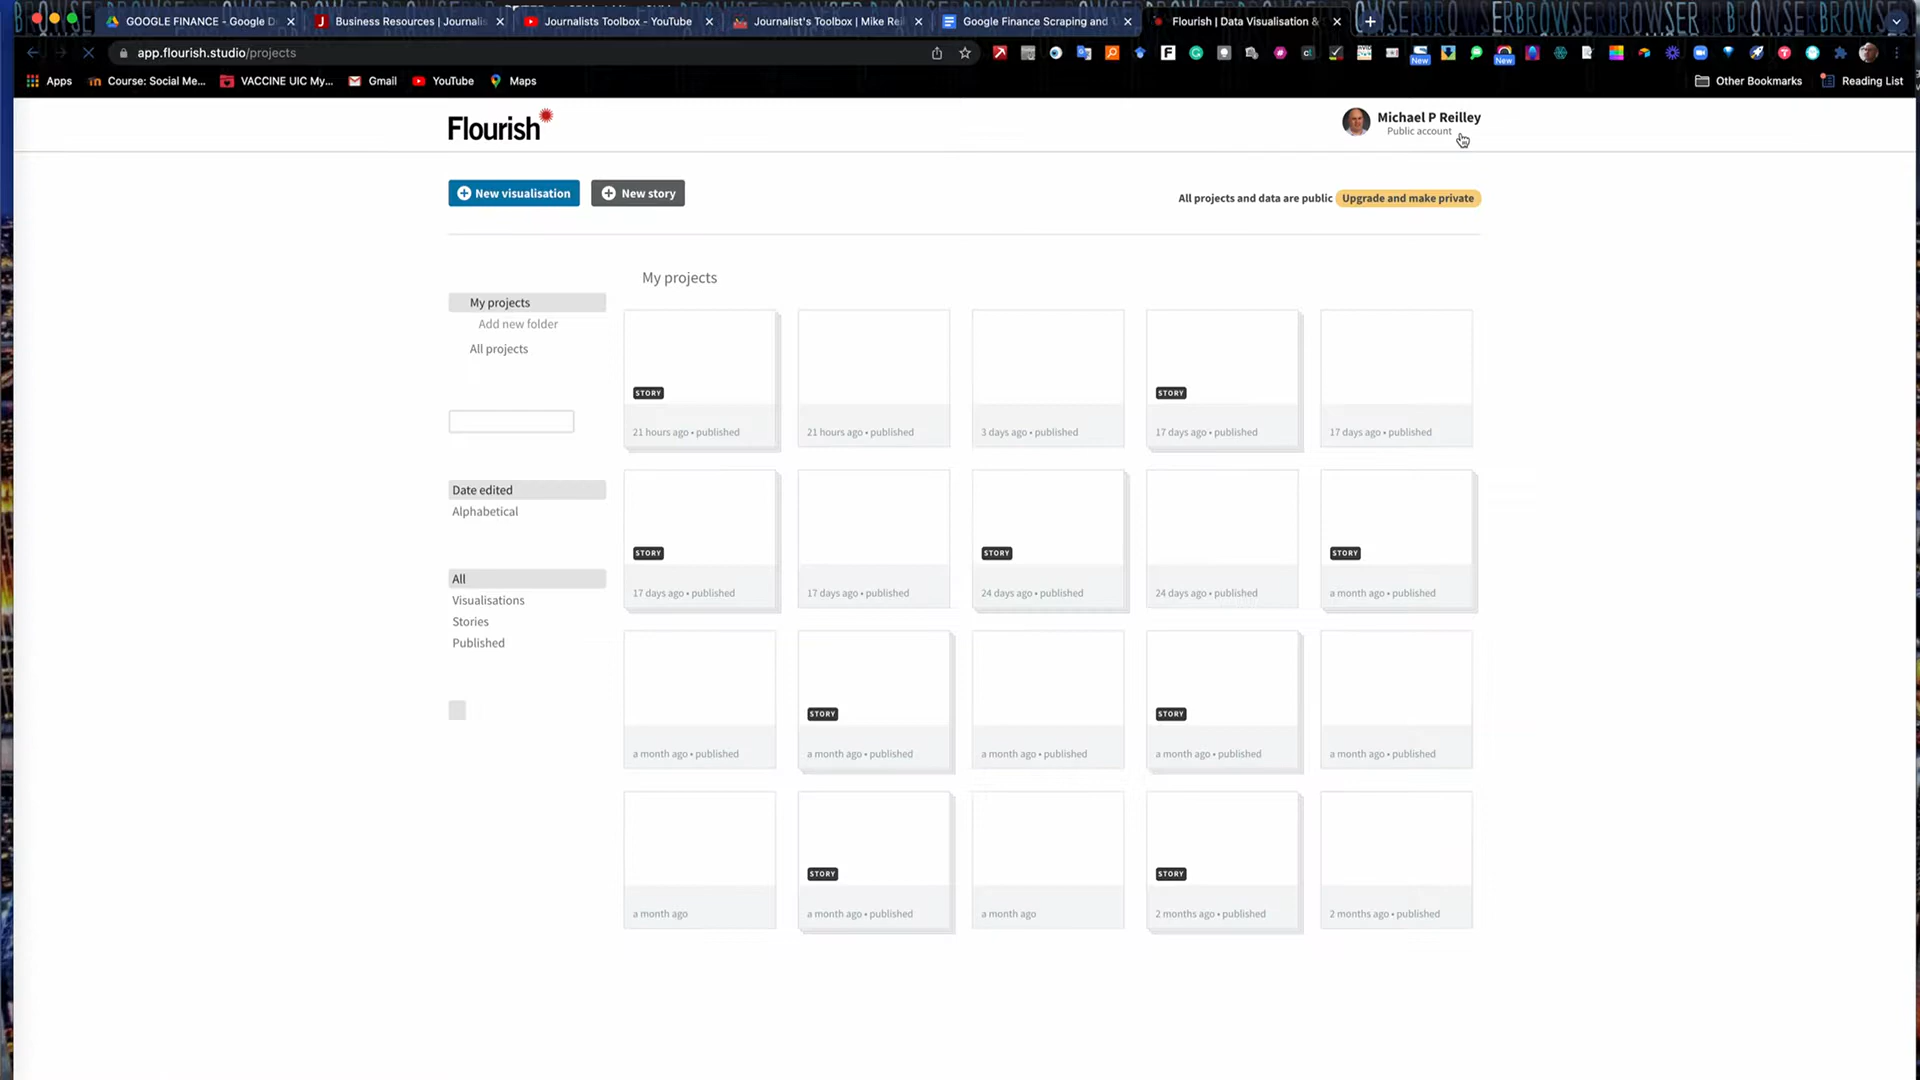 GOOGLE FINANCE - Google D
Business Resources | Journalis
Journalists Toolbox - YouTube
Journalist's Toolbox | Mike Rei
Google Finance Scraping and
Flourish | Data Visualisation &
app.flourish.studio/projects
New
New
Apps
Course: Social Me...
VACCINE UIC My...
Gmail
YouTube
Maps
Other Bookmarks
Reading List
Flourish
Michael P Reilley
Public account
New visualisation
New story
All projects and data are public
Upgrade and make private
My projects
My projects
Add new folder
All projects
Date edited
Alphabetical
All
Visualisations
Stories
Published
STORY
21 hours ago • published
21 hours ago • published
3 days ago • published
STORY
17 days ago • published
17 days ago • published
STORY
17 days ago • published
17 days ago • published
STORY
24 days ago • published
24 days ago • published
STORY
a month ago • published
a month ago • published
STORY
a month ago • published
a month ago • published
STORY
a month ago • published
a month ago • published
a month ago
STORY
a month ago • published
a month ago
STORY
2 months ago • published
2 months ago • published